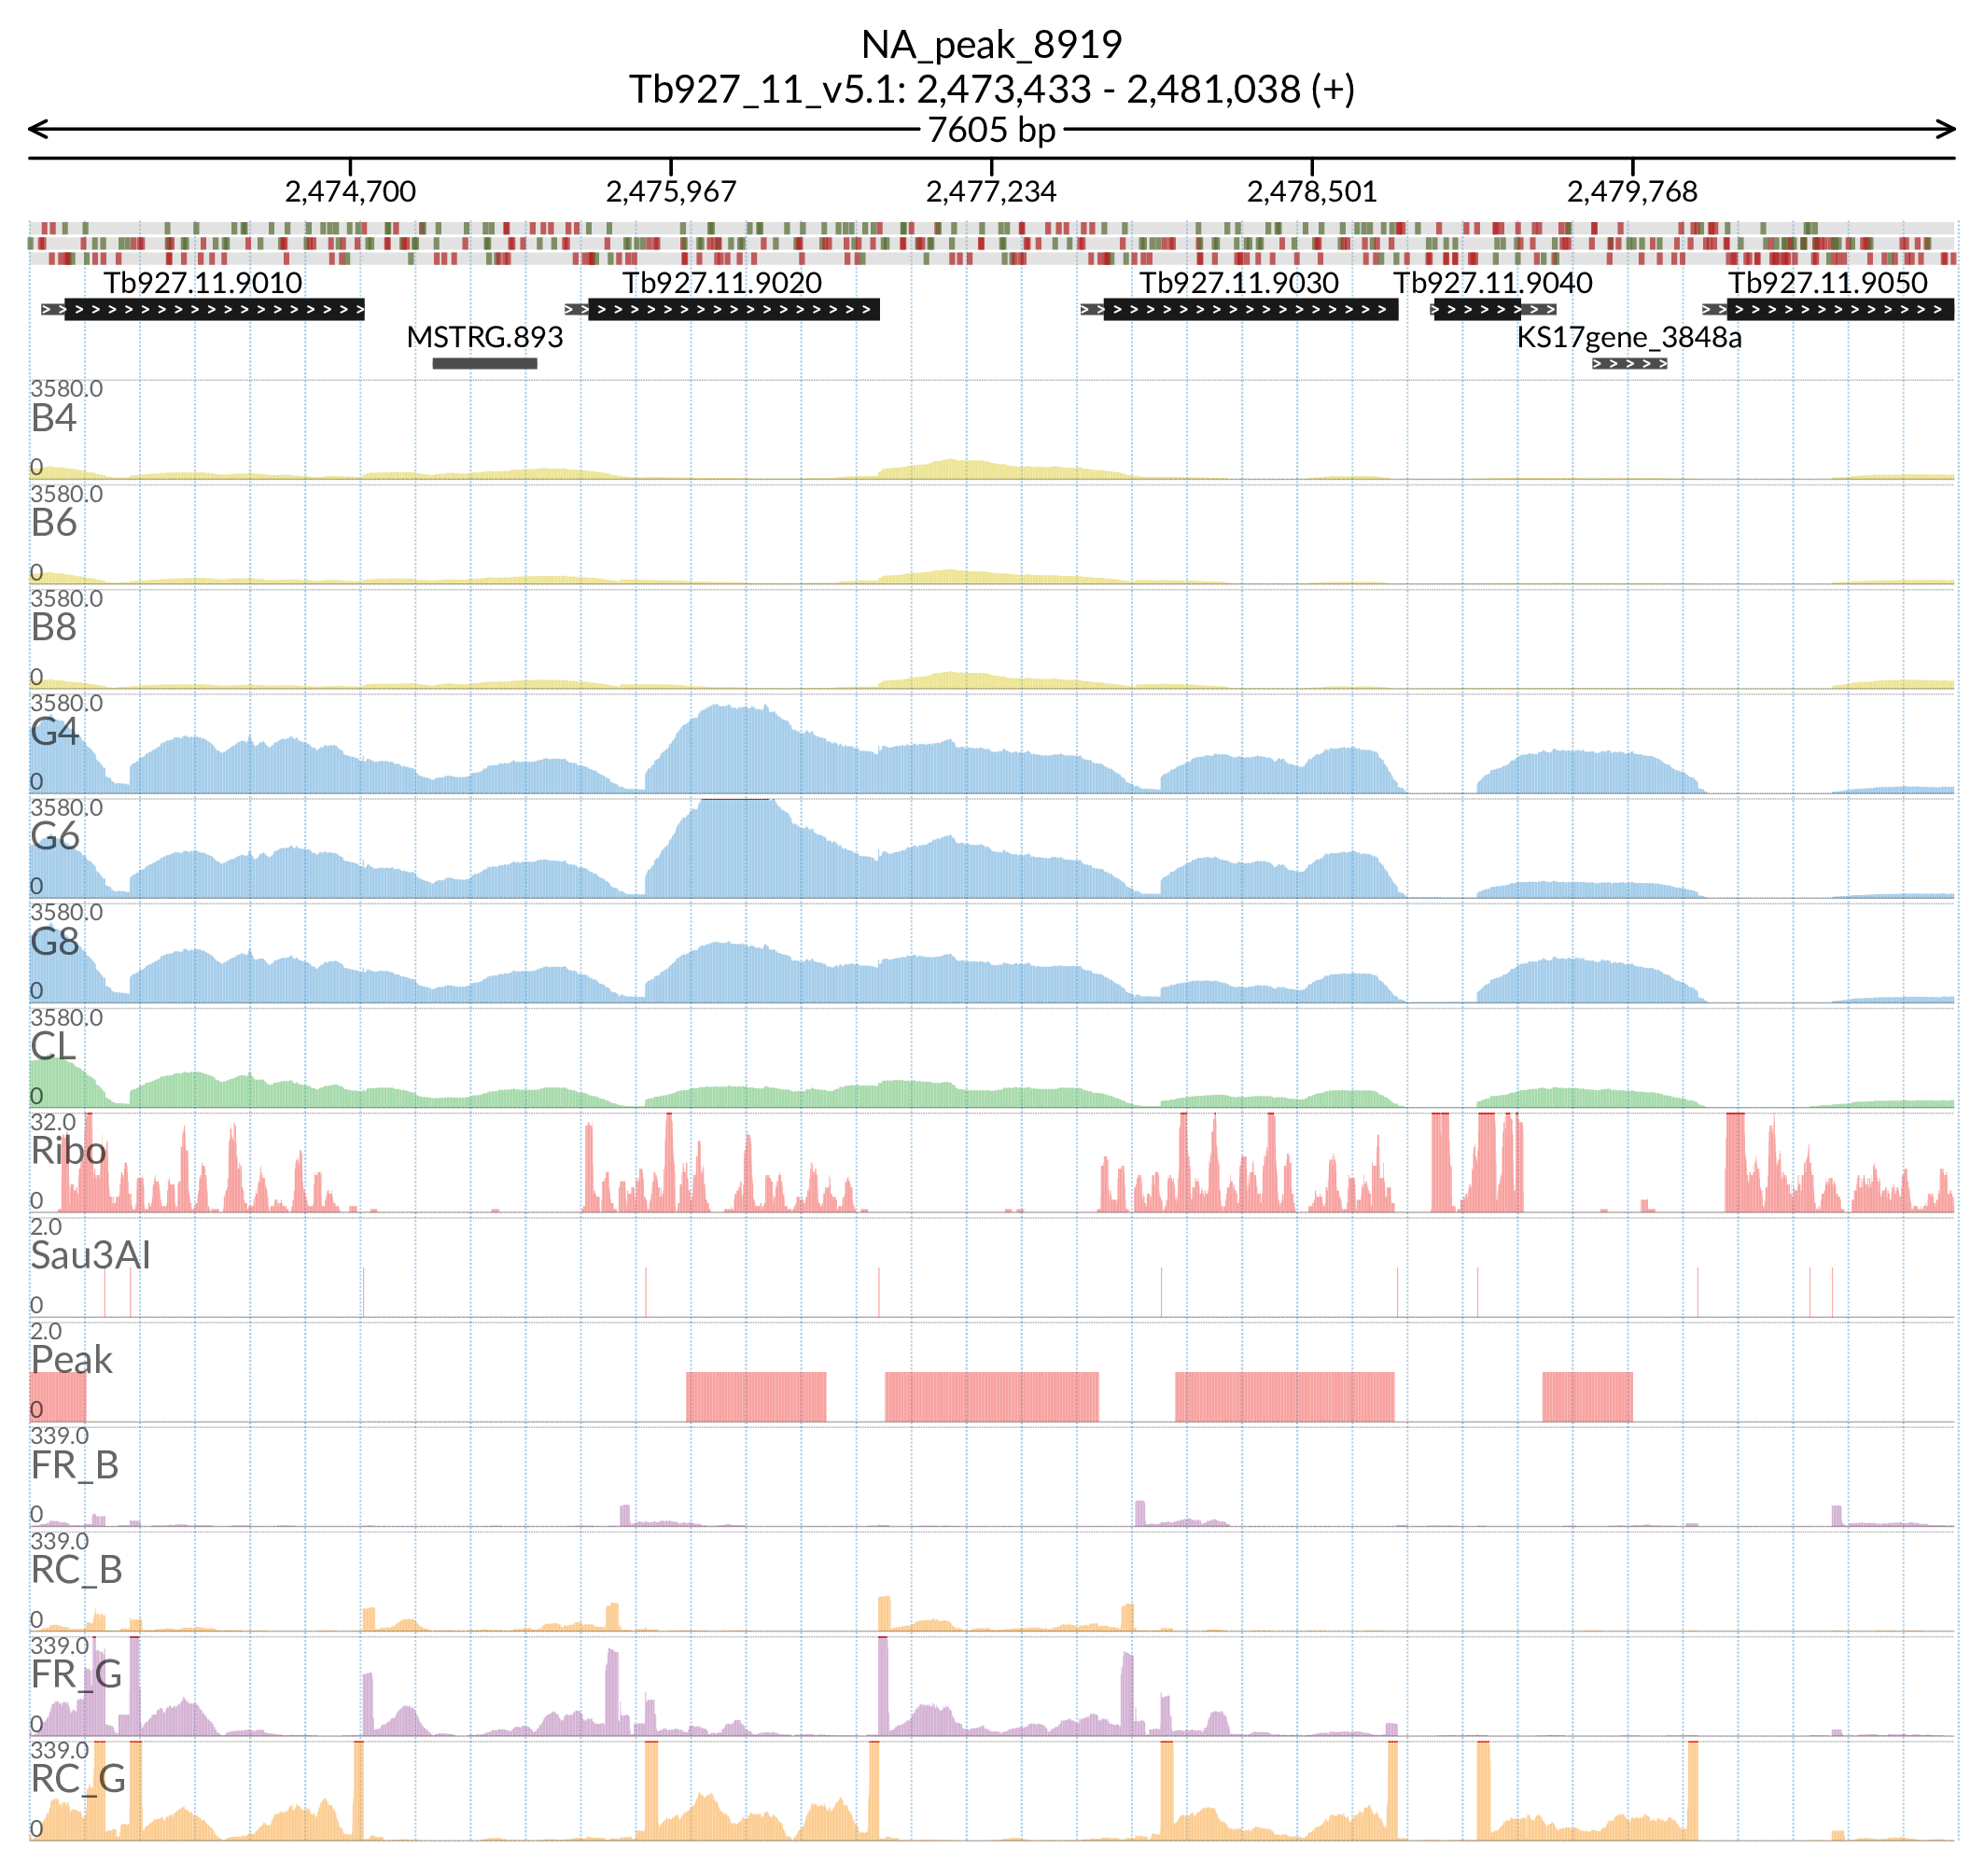 NA_peak_8919
Tb927_11_v5.1: 2,473,433 - 2,481,038 (+)
7605 bp
2,474,700 2,475,967 2,477,234 2,478,501 2,479,768
Tb927.11.9010 Tb927.11.9020 Tb927.11.9030 Tb927.11.9040 Tb927.11.9050
MSTRG.893 KS17gene_3848a
3580.0
B4
0
3580.0
B6
0
3580.0
B8
0
3580.0
G4
0
3580.0
G6
0
3580.0
G8
0
3580.0
CL
0
32.0
Ribo
0
2.0
Sau3AI
0
2.0
Peak
0
339.0
FR_B
0
339.0
RC_B
0
339.0
FR_G
0
339.0
RC_G
0